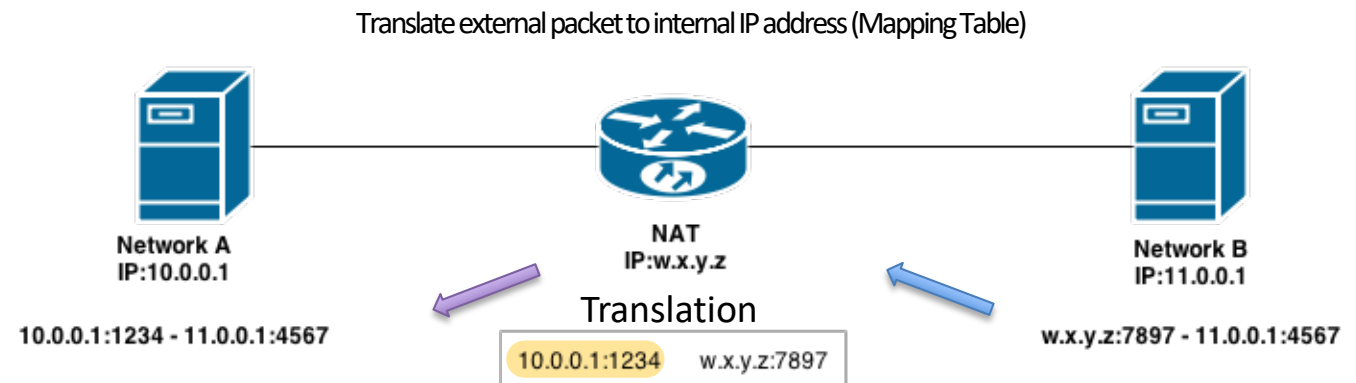 Translate external packet to internal IP address (Mapping Table)
Network A
IP:10.0.0.1
NAT
IP:w.x.y.z
Network B
IP:11.0.0.1
10.0.0.1:1234 - 11.0.0.1:4567
Translation
w.x.y.z:7897 - 11.0.0.1:4567
10.0.0.1:1234 w.x.y.z:7897